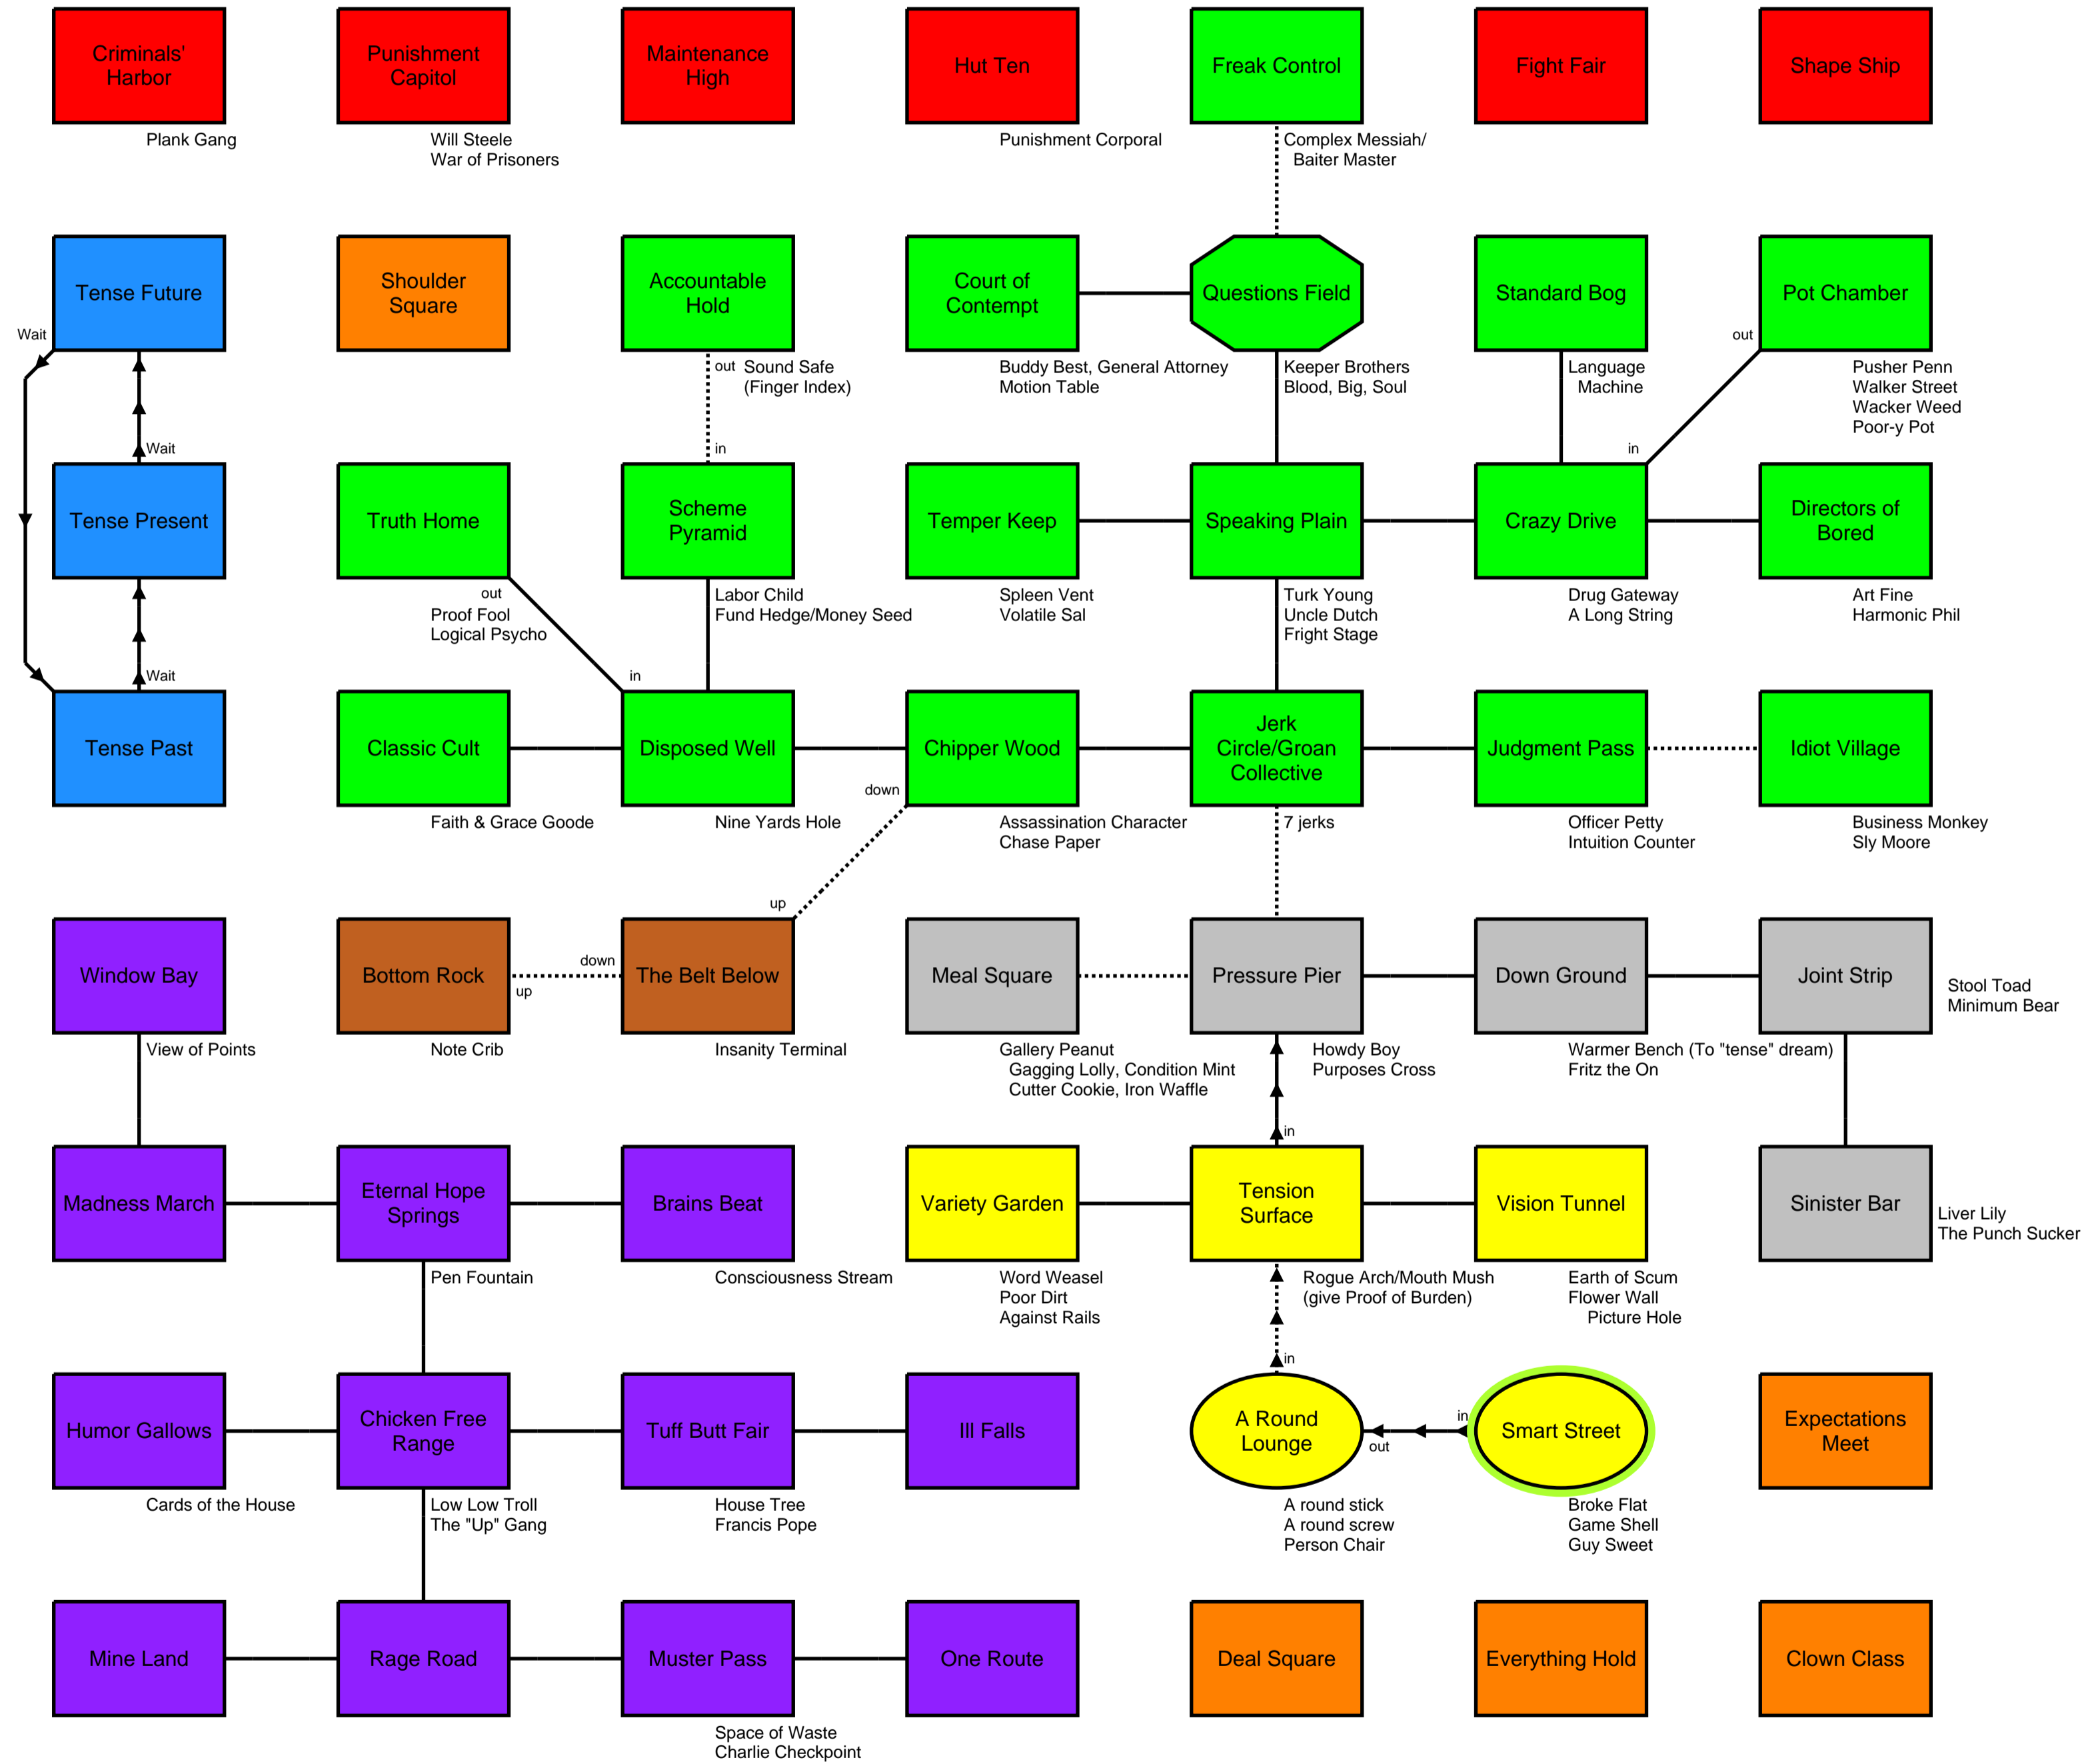 Criminals'
Harbor
Punishment
Capitol
Maintenance
High
Hut Ten
Freak Control
Fight Fair
Shape Ship
Plank Gang
Will Steele
War of Prisoners
Punishment Corporal
Complex Messiah/
Baiter Master
Tense Future
Shoulder
Square
Accountable
Hold
Court of
Contempt
Questions Field
Standard Bog
Pot Chamber
Wait
out
out
Sound Safe
(Finger Index)
Buddy Best, General Attorney
Motion Table
Keeper Brothers
Blood, Big, Soul
Language
Machine
Pusher Penn
Walker Street
Wacker Weed
Poor-y Pot
Wait
in
in
Tense Present
Truth Home
Scheme
Pyramid
Temper Keep
Speaking Plain
Crazy Drive
Directors of
Bored
out
Proof Fool
Logical Psycho
Labor Child
Fund Hedge/Money Seed
Spleen Vent
Volatile Sal
Turk Young
Uncle Dutch
Fright Stage
Drug Gateway
A Long String
Art Fine
Harmonic Phil
Wait
in
Tense Past
Classic Cult
Disposed Well
Chipper Wood
Jerk
Circle/Groan
Collective
Judgment Pass
Idiot Village
down
Faith & Grace Goode
Nine Yards Hole
Assassination Character
Chase Paper
7 jerks
Officer Petty
Intuition Counter
Business Monkey
Sly Moore
up
Window Bay
Bottom Rock
down
up
The Belt Below
Meal Square
Pressure Pier
Down Ground
Joint Strip
Stool Toad
Minimum Bear
View of Points
Note Crib
Insanity Terminal
Gallery Peanut
Gagging Lolly, Condition Mint
Cutter Cookie, Iron Waffle
Howdy Boy
Purposes Cross
Warmer Bench (To "tense" dream)
Fritz the On
in
Madness March
Eternal Hope
Springs
Brains Beat
Variety Garden
Tension
Surface
Vision Tunnel
Sinister Bar
Liver Lily
The Punch Sucker
Pen Fountain
Consciousness Stream
Word Weasel
Poor Dirt
Against Rails
Rogue Arch/Mouth Mush
(give Proof of Burden)
Earth of Scum
Flower Wall
Picture Hole
in
Humor Gallows
Chicken Free
Range
Tuff Butt Fair
Ill Falls
A Round
Lounge
out
in
Smart Street
Expectations
Meet
Cards of the House
Low Low Troll
The "Up" Gang
House Tree
Francis Pope
A round stick
A round screw
Person Chair
Broke Flat
Game Shell
Guy Sweet
Mine Land
Rage Road
Muster Pass
One Route
Deal Square
Everything Hold
Clown Class
Space of Waste
Charlie Checkpoint